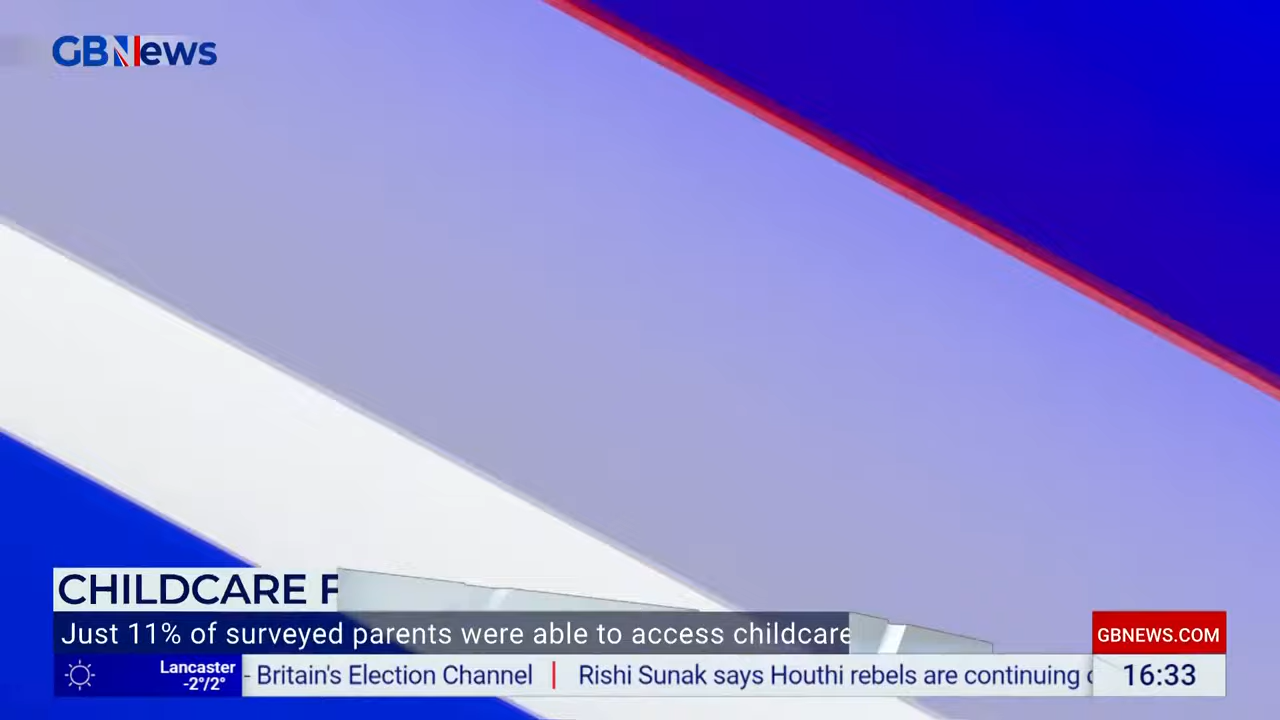 GBNews
CHILDCARE
Just 11% of surveyed parents were able to access childcare
GBNEWS.COM
Lancaster
-2°/2°
- Britain's Election Channel | Rishi Sunak says Houthi rebels are continuing
16:33